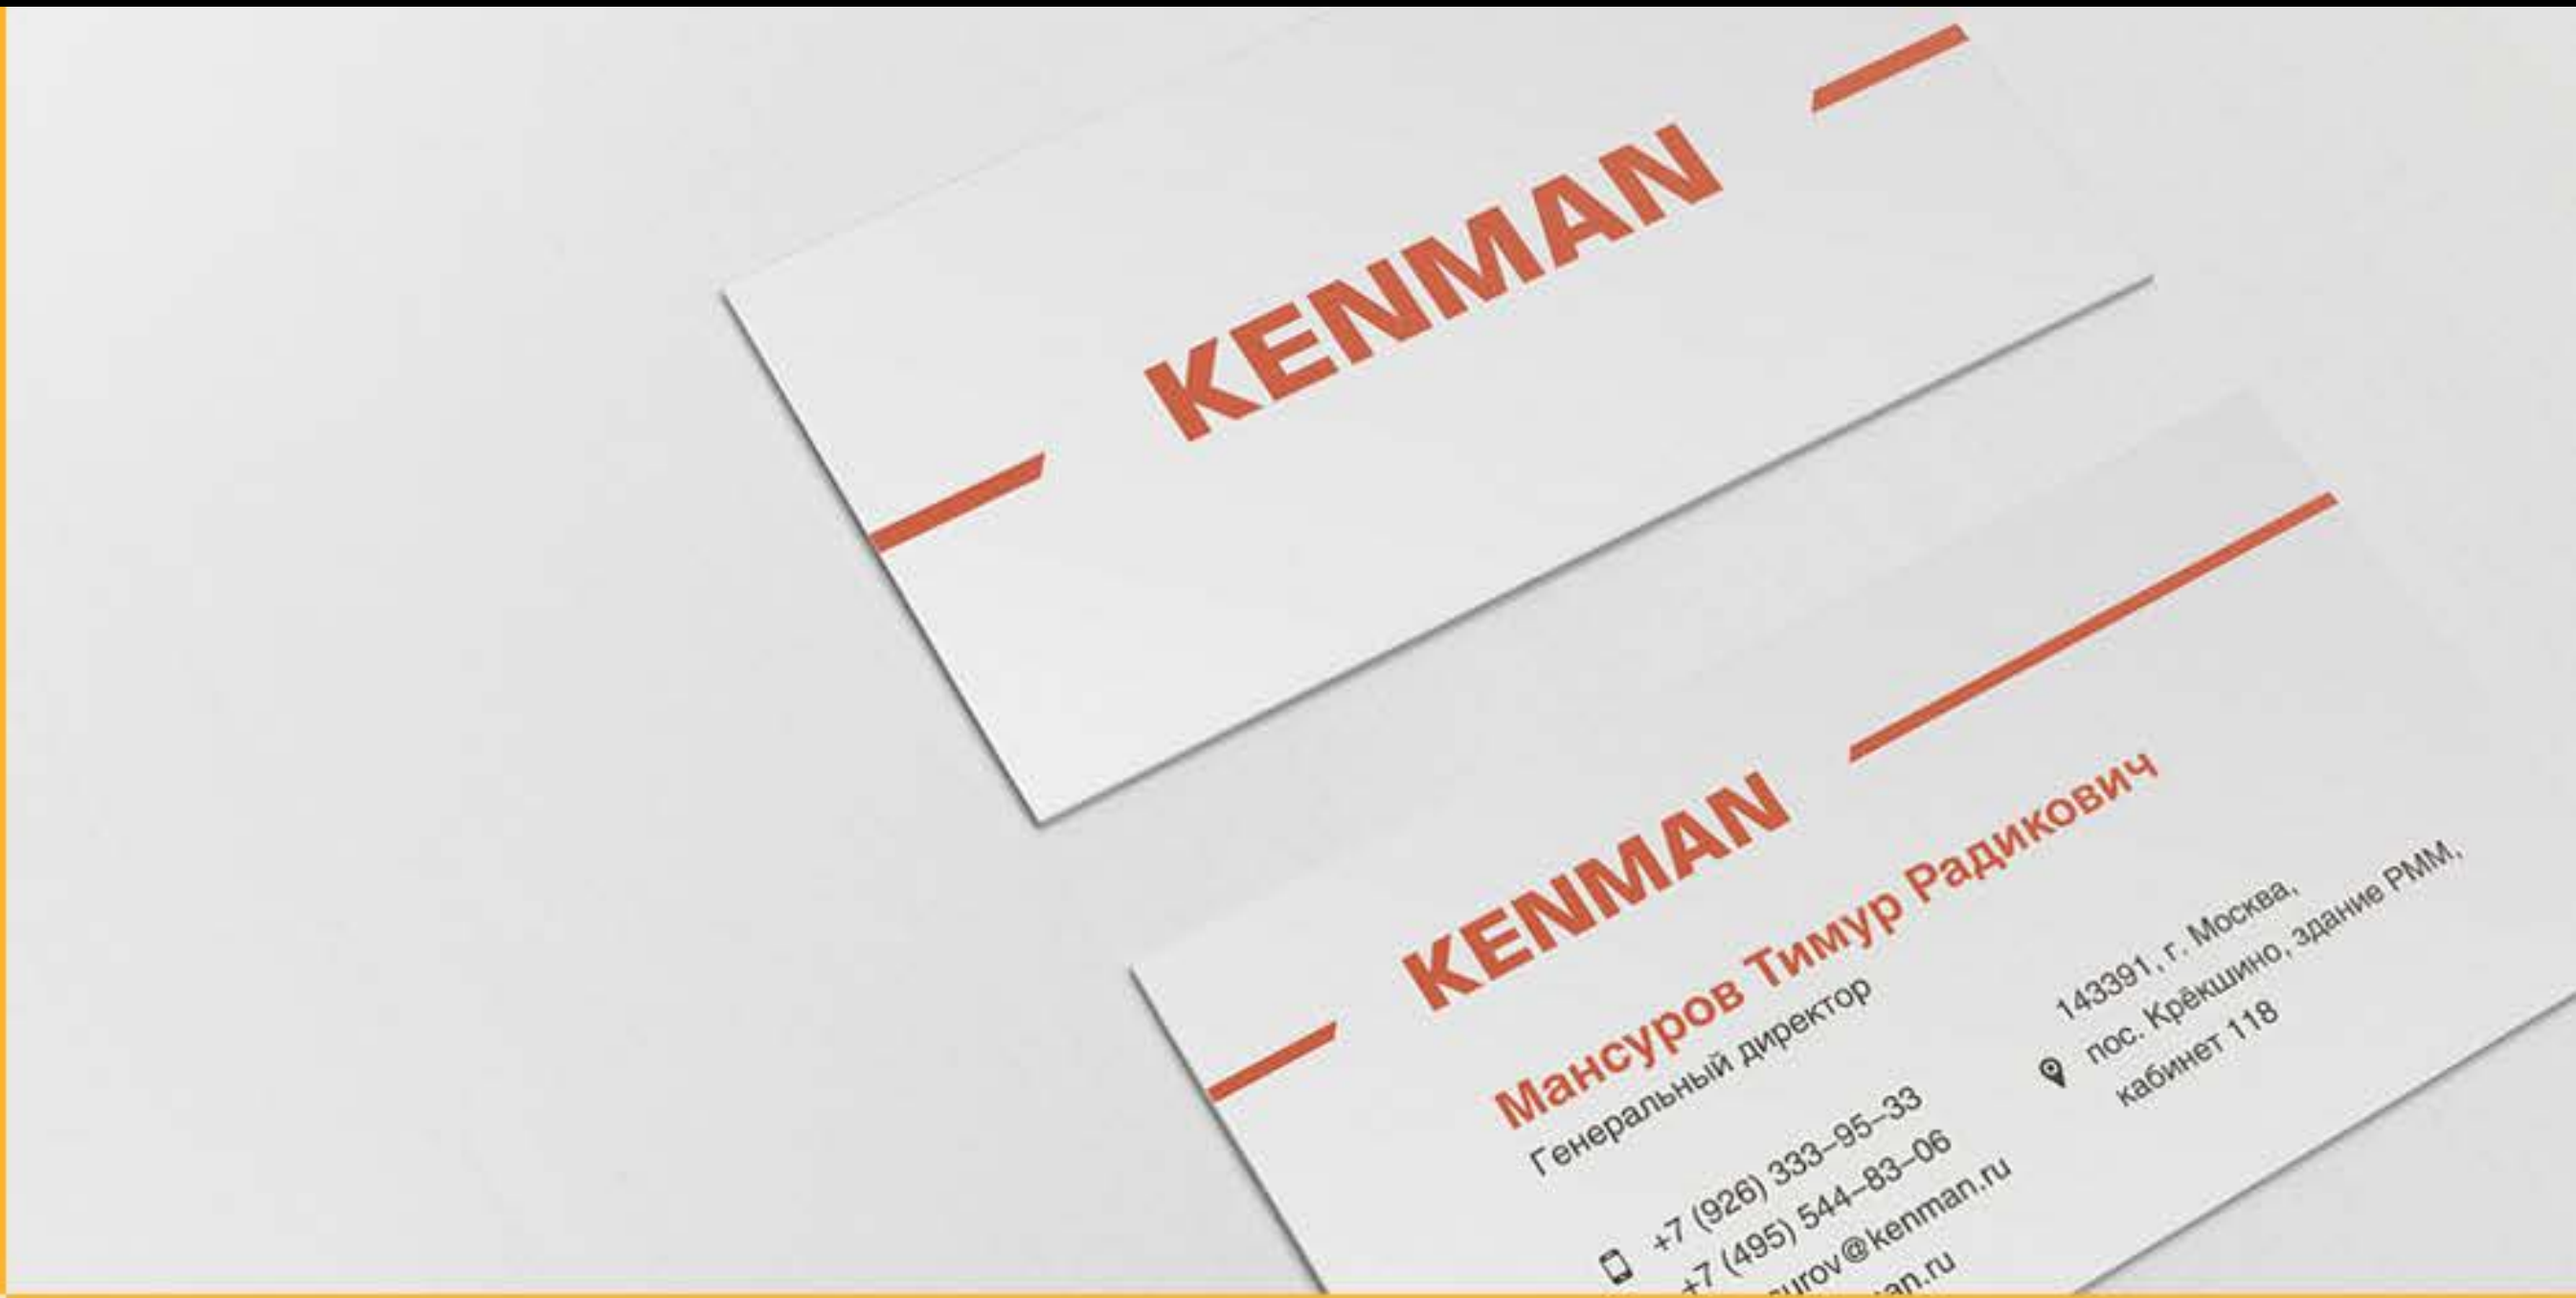 KENMAN
KENMAN
Мансуров Тимур Радикович
Генеральный директор
+7 (926) 333–95–33
+7 (495) 544–83–06
143391, г. Москва,
пос. Крёкшино, здание РММ,
кабинет 118